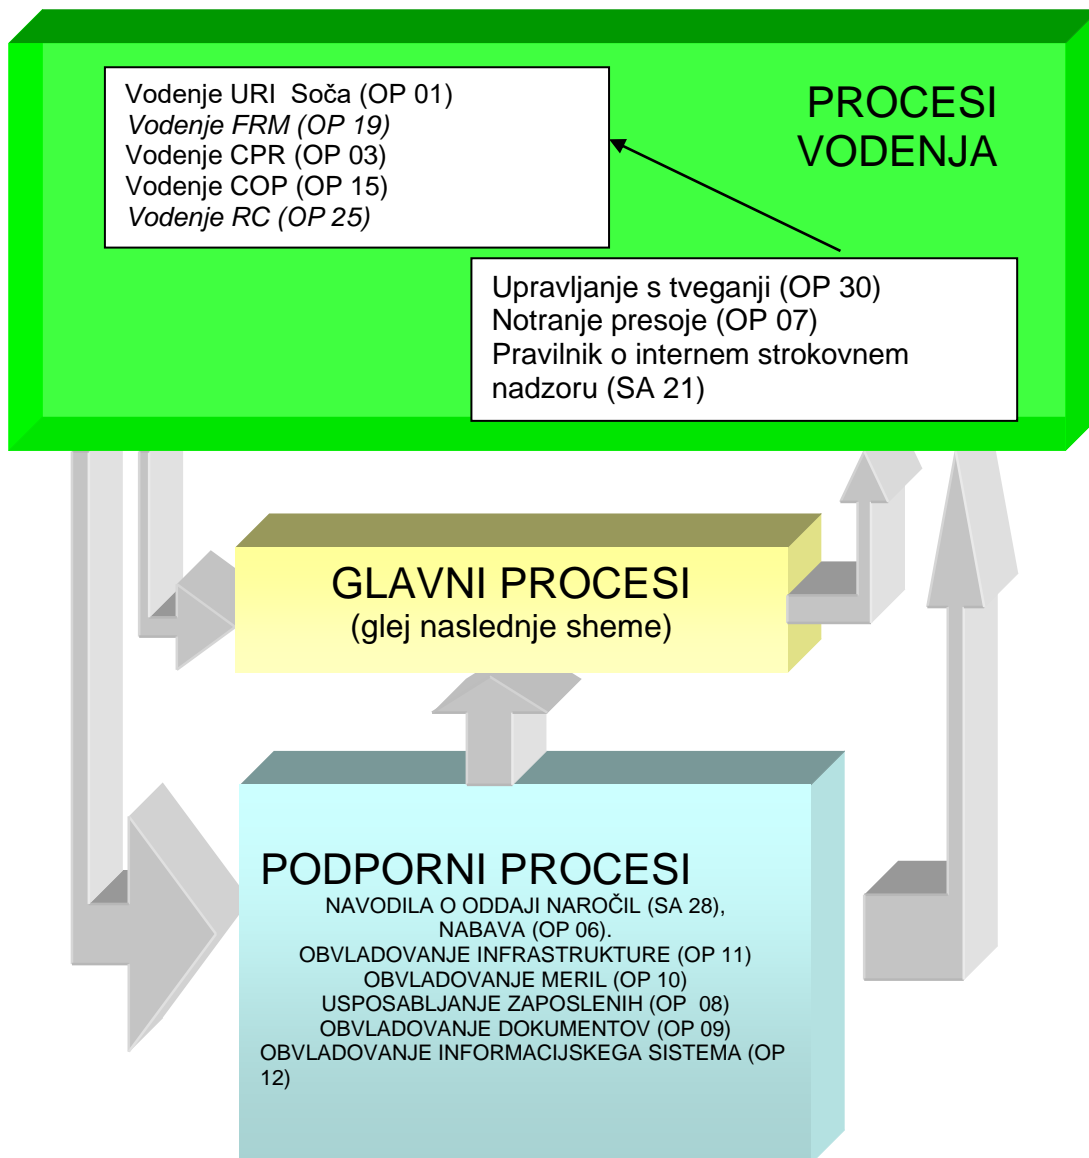 PROCESI
VODENJA
Vodenje URI  Soča (OP 01)
Vodenje FRM (OP 19)
Vodenje CPR (OP 03)
Vodenje COP (OP 15)
Vodenje RC (OP 25)
Upravljanje s tveganji (OP 30)
Notranje presoje (OP 07)
Pravilnik o internem strokovnem
nadzoru (SA 21)
GLAVNI PROCESI
(glej naslednje sheme)
PODPORNI PROCESI
NAVODILA O ODDAJI NAROČIL (SA 28),
NABAVA (OP 06).
OBVLADOVANJE INFRASTRUKTURE (OP 11)
OBVLADOVANJE MERIL (OP 10)
USPOSABLJANJE ZAPOSLENIH (OP  08)
OBVLADOVANJE DOKUMENTOV (OP 09)
OBVLADOVANJE INFORMACIJSKEGA SISTEMA (OP
12)